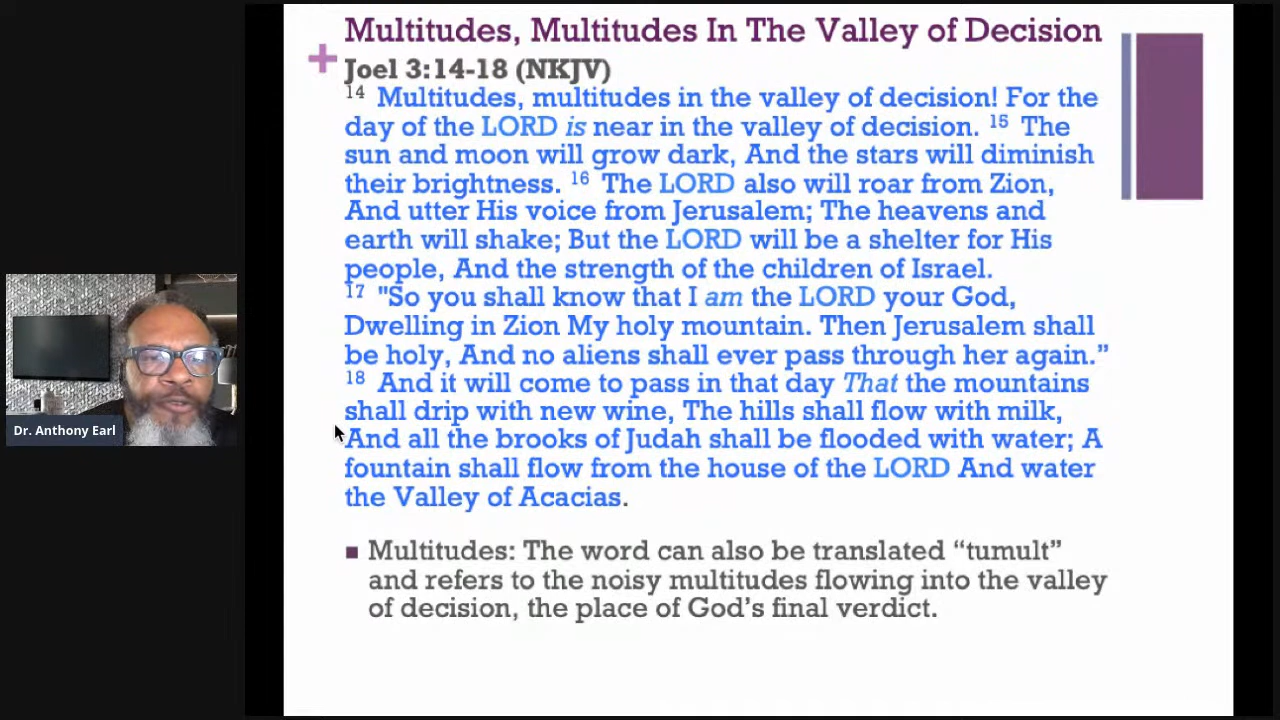 Multitudes, Multitudes In The Valley of Decision
+ Joel 3:14-18 (NKJV)
14 Multitudes, multitudes in the valley of decision! For the
day of the LORD is near in the valley of decision. 15 The
sun and moon will grow dark, And the stars will diminish
their brightness. 16 The LORD also will roar from Zion,
And utter His voice from Jerusalem; The heavens and
earth will shake; But the LORD will be a shelter for His
people, And the strength of the children of Israel.
17 "So you shall know that I am the LORD your God,
Dwelling in Zion My holy mountain. Then Jerusalem shall
be holy, And no aliens shall ever pass through her again.”
18 And it will come to pass in that day That the mountains
shall drip with new wine, The hills shall flow with milk,
And all the brooks of Judah shall be flooded with water; A
fountain shall flow from the house of the LORD And water
the Valley of Acacias.
■ Multitudes: The word can also be translated “tumult”
and refers to the noisy multitudes flowing into the valley
of decision, the place of God’s final verdict.
Dr. Anthony Earl